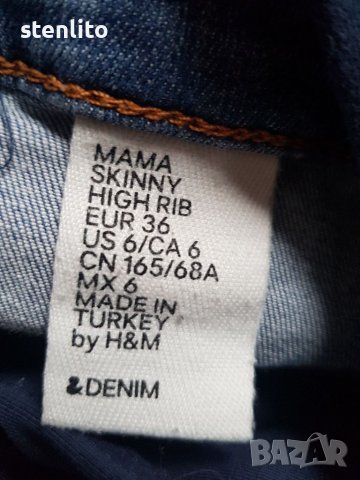 stenlito
MAMA
SKINNY
HIGH RIB
EUR 36
US 6/CA 6
CN 165/68A
MX 6
MADE IN
TURKEY
by H&M
&DENIM
BAZAR